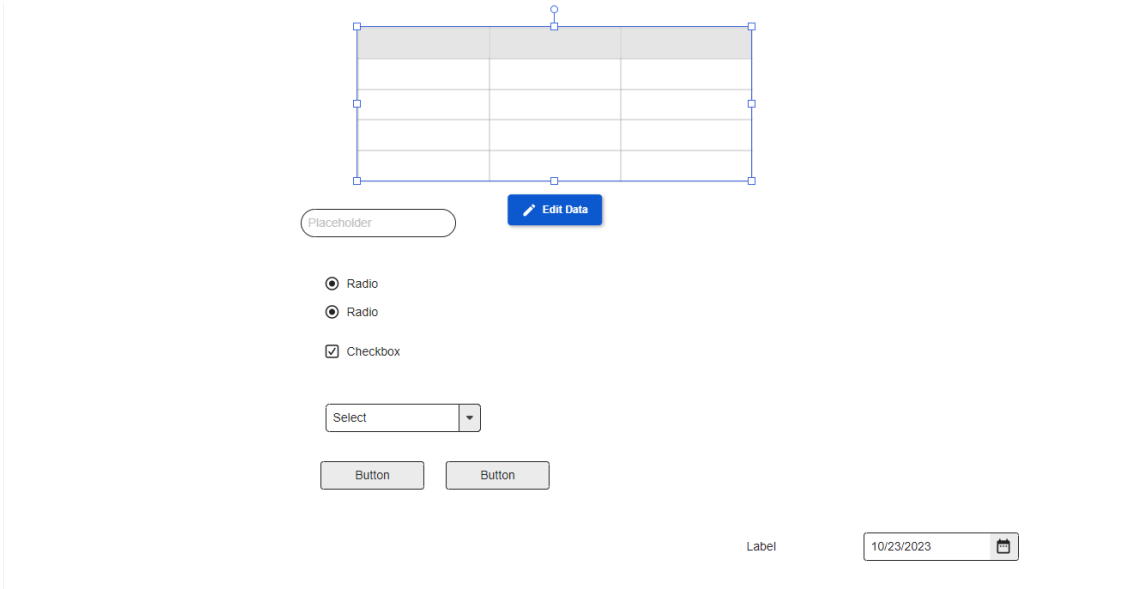 Edit Data
Placeholder
Radio
Radio
Checkbox
Select
Button Button
Label 10/23/2023